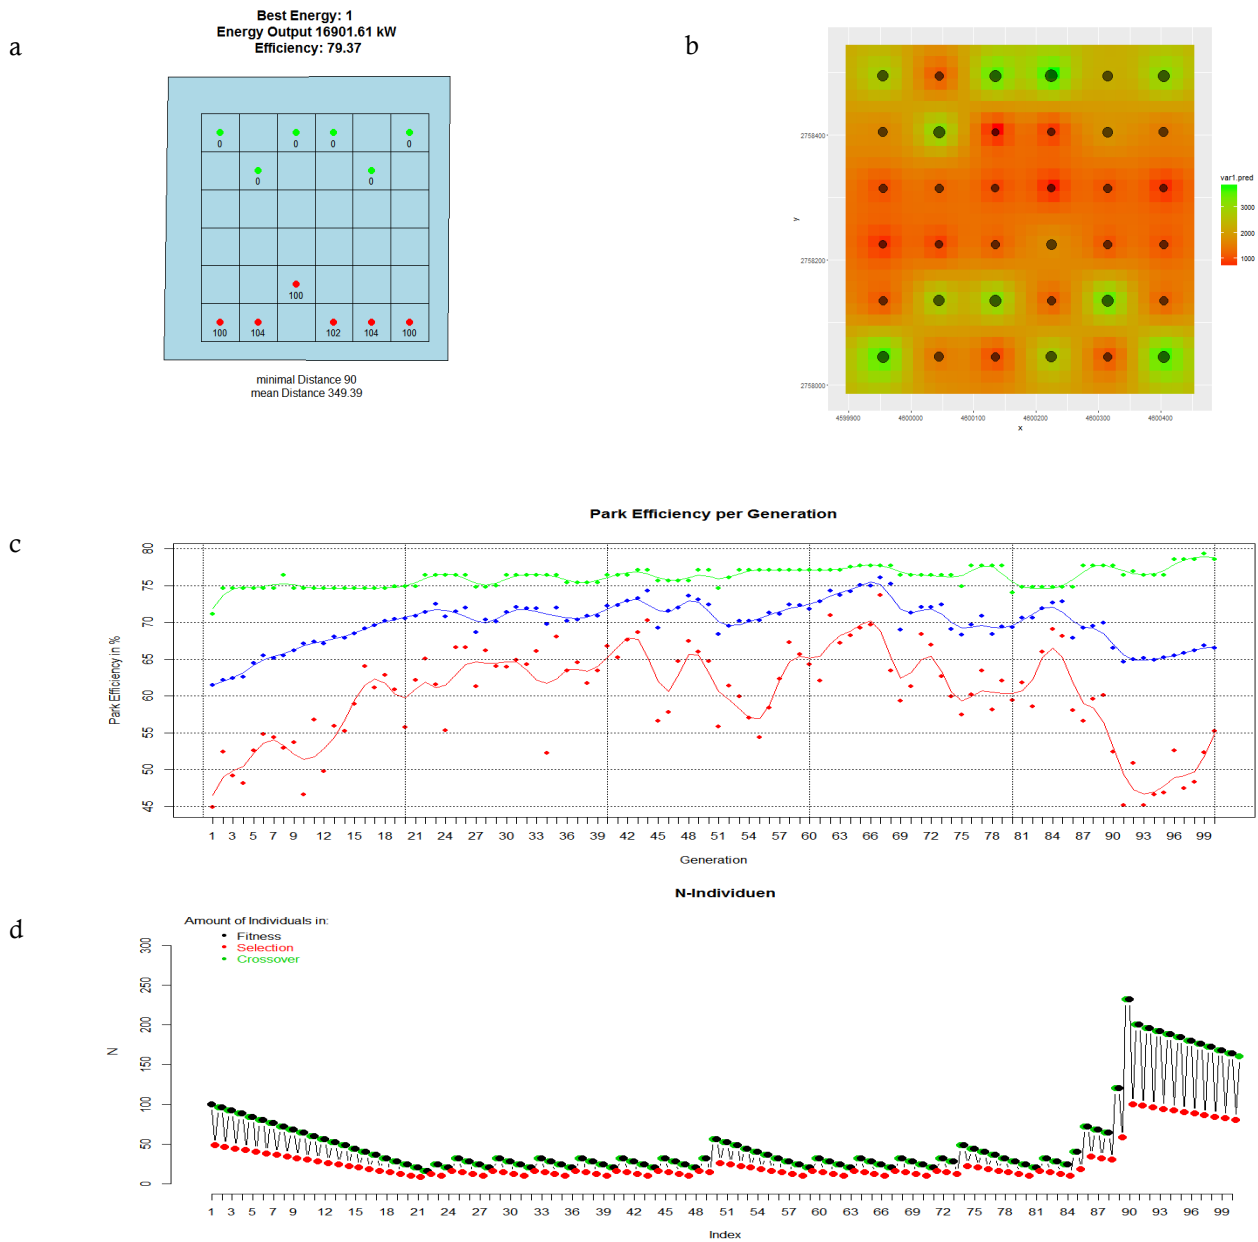 a
Best Energy: 1
Energy Output 16901.61 kW
Efficiency: 79.37
0 0 0 0
0 0
100
100 104 102 104 100
minimal Distance 90
mean Distance 349.39
b
y
2758400
2758200
2758000
4599900 4600000 4600100 4600200 4600300 4600400
x
var1.pred
3000
2000
1000
c
Park Efficiency per Generation
Park Efficiency in %
80
75
70
65
60
55
50
45
1 3 5 7 9 12 15 18 21 24 27 30 33 36 39 42 45 48 51 54 57 60 63 66 69 72 75 78 81 84 87 90 93 96 99
Generation
d
N-Individuen
Amount of Individuals in:
Fitness
Selection
Crossover
N
300
250
200
150
100
50
0
1 3 5 7 9 12 15 18 21 24 27 30 33 36 39 42 45 48 51 54 57 60 63 66 69 72 75 78 81 84 87 90 93 96 99
Index